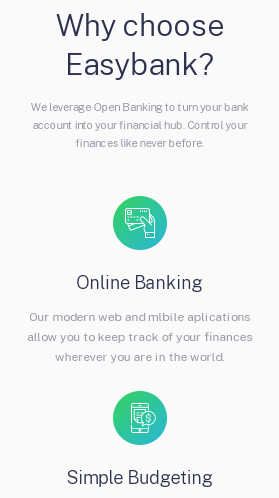 Why choose
Easybank?
We leverage Open Banking to turn your bank
account into your financial hub. Control your
finances like never before.
Online Banking
Our modern web and mlbile aplications
allow you to keep track of your finances
wherever you are in the world.
Simple Budgeting